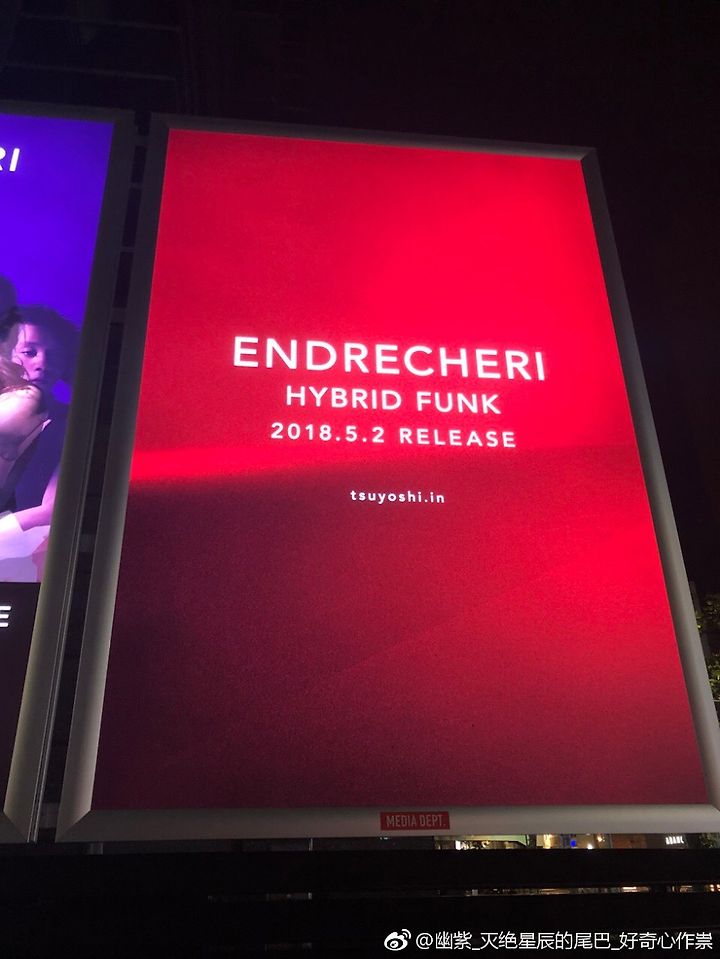 RI
E
ENDRECHERI
HYBRID FUNK
2018.5.2 RELEASE
tsuyoshi.in
MEDIA DEPT.
@幽紫_灭绝星辰的尾巴_好奇心作祟